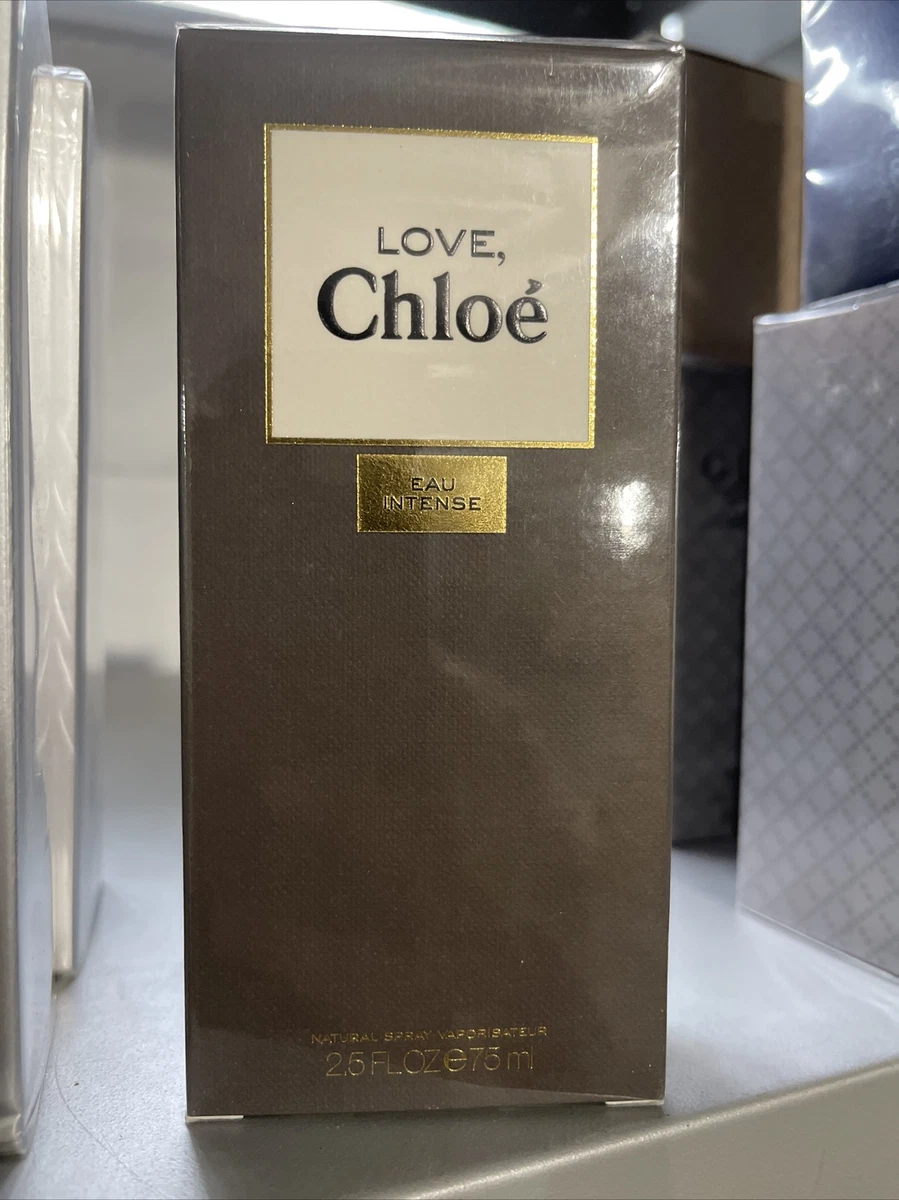 LOVE,
Chloé
EAU
INTENSE
NATURAL SPRAY VAPORISATEUR
2.5 FL.OZ ℮ 75 ml